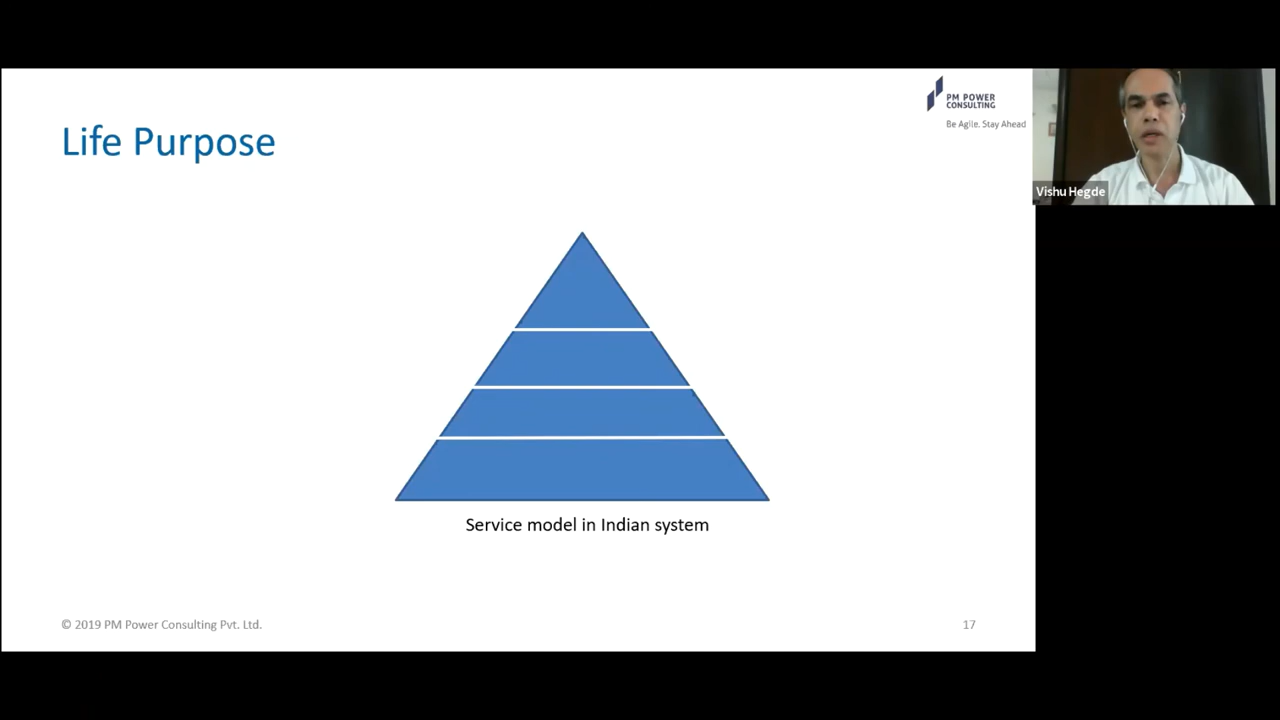 PM POWER
CONSULTING
Be Agile. Stay Ahead
Life Purpose
Vishu Hegde
Service model in Indian system
© 2019 PM Power Consulting Pvt. Ltd.
17